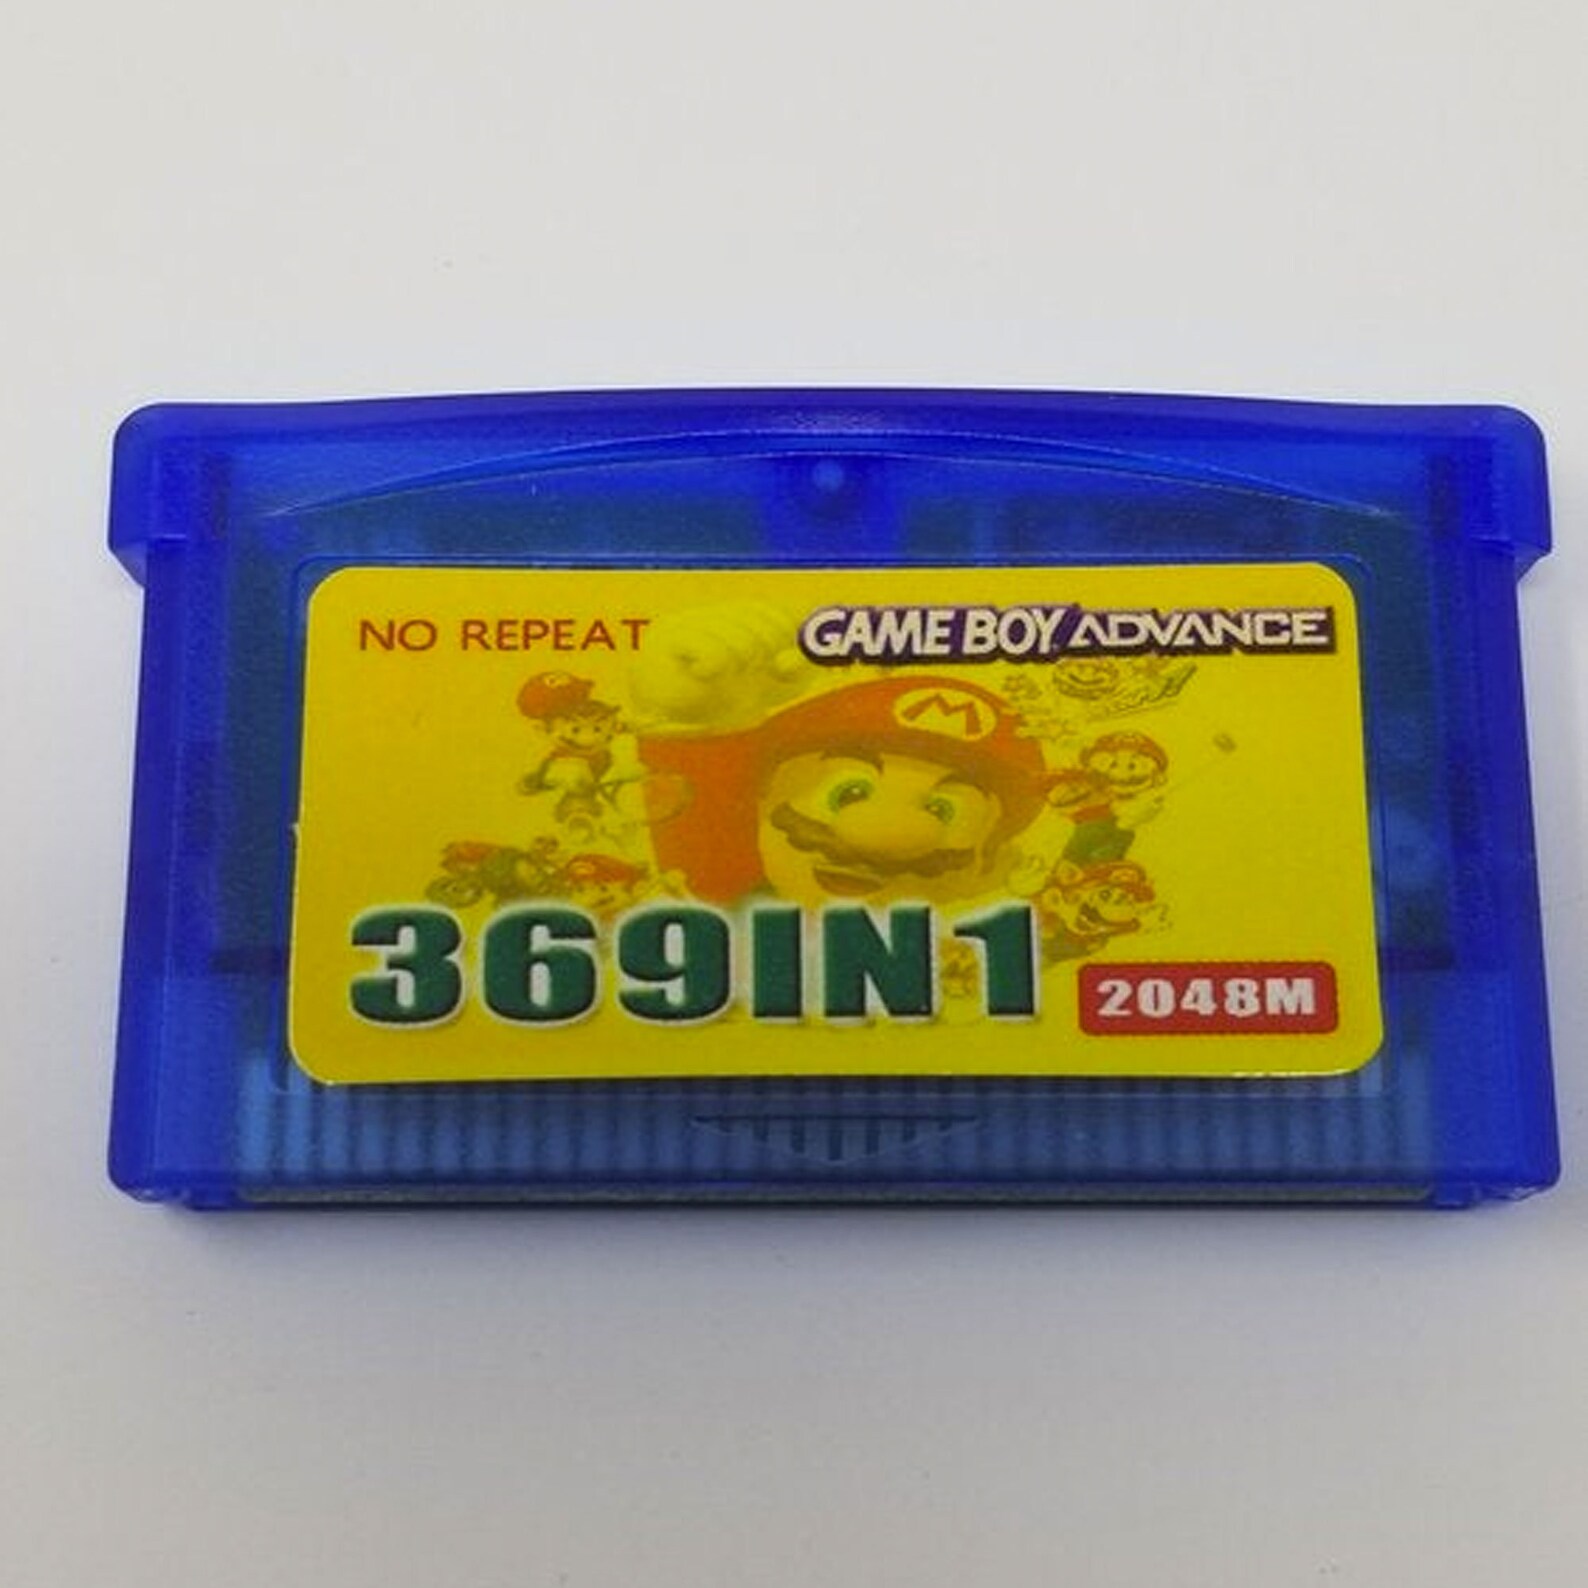 NO REPEAT
GAME BOY ADVANCE
M
369IN1
2048M